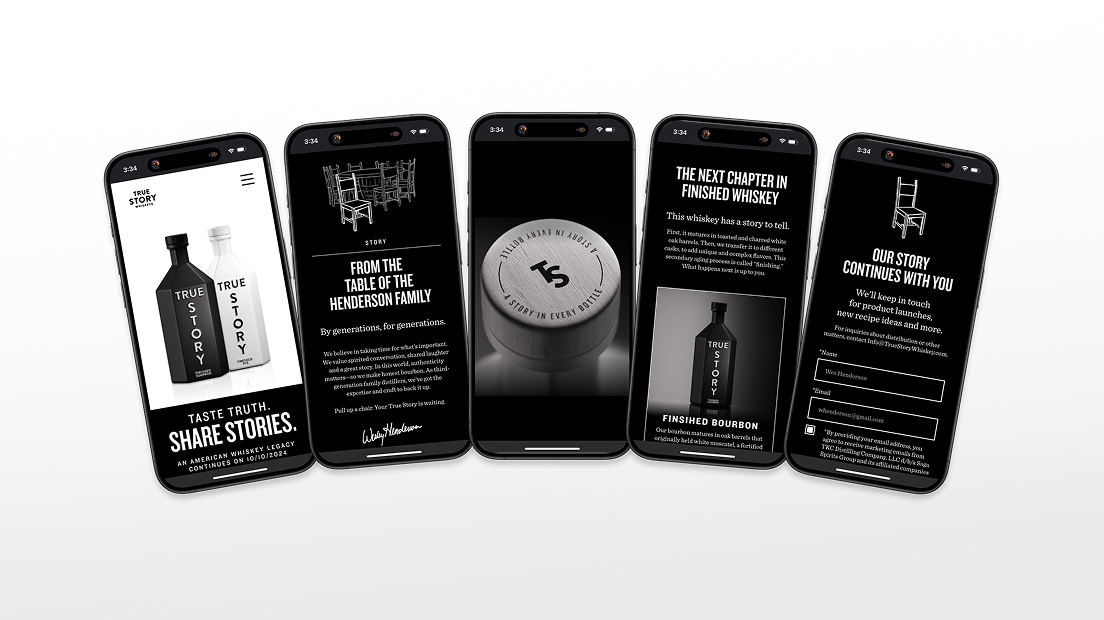 3:34
TRUE
STORY
WHISKEY
TRUE
STORY
FINISHED
BOURBON
TRUE
STORY
FINISHED
RYE
TASTE TRUTH.
SHARE STORIES.
AN AMERICAN WHISKEY LEGACY
CONTINUES ON 10/10/2024
3:34
STORY
FROM THE
TABLE OF THE
HENDERSON FAMILY
By generations, for generations.
We believe in taking time for what's important.
We value spirited conversation, shared laughter
and a great story. In this world, authenticity
matters—so we make honest bourbon. As third-
generation family distillers, we've got the
expertise and craft to back it up.
Pull up a chair. Your True Story is waiting.
Wesley Henderson
3:34
A STORY IN EVERY BOTTLE
TS
A STORY IN EVERY BOTTLE
3:34
THE NEXT CHAPTER IN
FINISHED WHISKEY
This whiskey has a story to tell.
First, it matures in toasted and charred white
oak barrels. Then, we transfer it to different
casks, to add unique and complex flavors. This
secondary aging process is called "finishing."
What happens next is up to you.
TRUE
STORY
FINSIHED BOURBON
Our bourbon matures in oak barrels that
originally held white moscatel, a fortified
3:34
OUR STORY
CONTINUES WITH YOU
We'll keep in touch
for product launches,
new recipe ideas and more.
For inquiries about distribution or other
matters, contact Info@TrueStoryWhiskey.com.
*Name
Wes Henderson
*Email
whenderson@gmail.com
*By providing your email address, you
agree to receive marketing emails from
TKC Distilling Company, LLC d/b/a Saga
Spirits Group and its affiliated companies